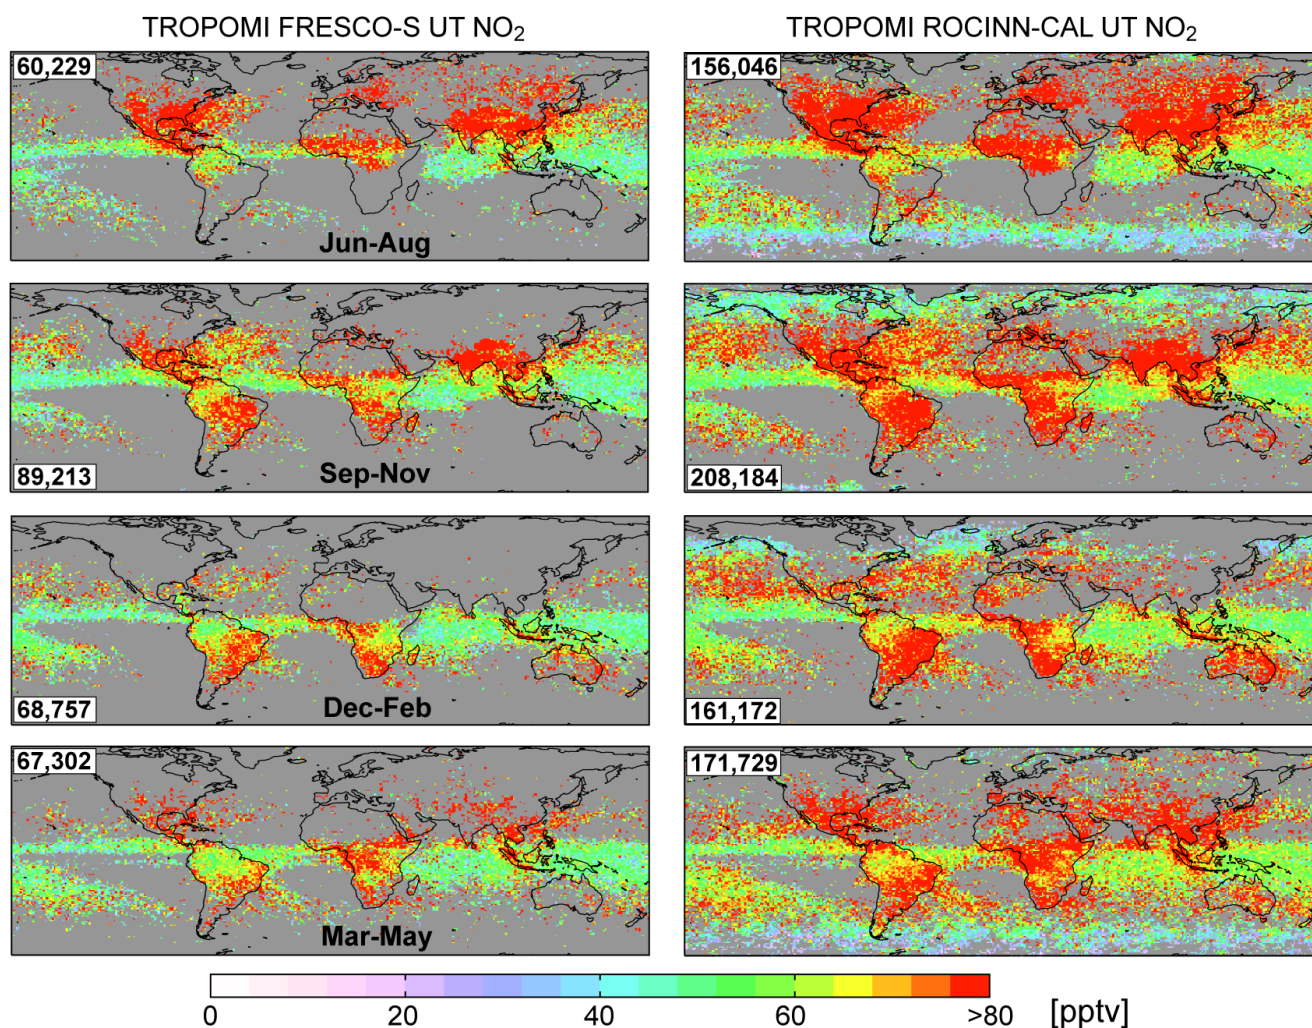 TROPOMI FRESCO-S UT NO₂
TROPOMI ROCINN-CAL UT NO₂
60,229
Jun-Aug
156,046
89,213
Sep-Nov
208,184
68,757
Dec-Feb
161,172
67,302
Mar-May
171,729
0 20 40 60 >80 [pptv]